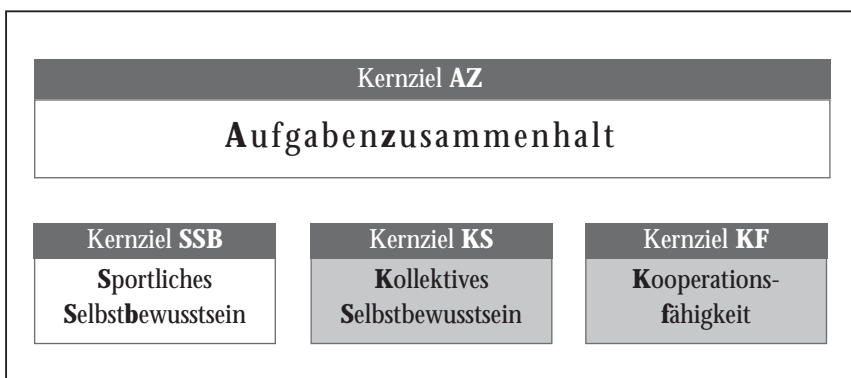 Kernziel AZ
Aufgabenzusammenhalt
Kernziel SSB
Sportliches
Selbstbewusstsein
Kernziel KS
Kollektives
Selbstbewusstsein
Kernziel KF
Kooperations-
fähigkeit